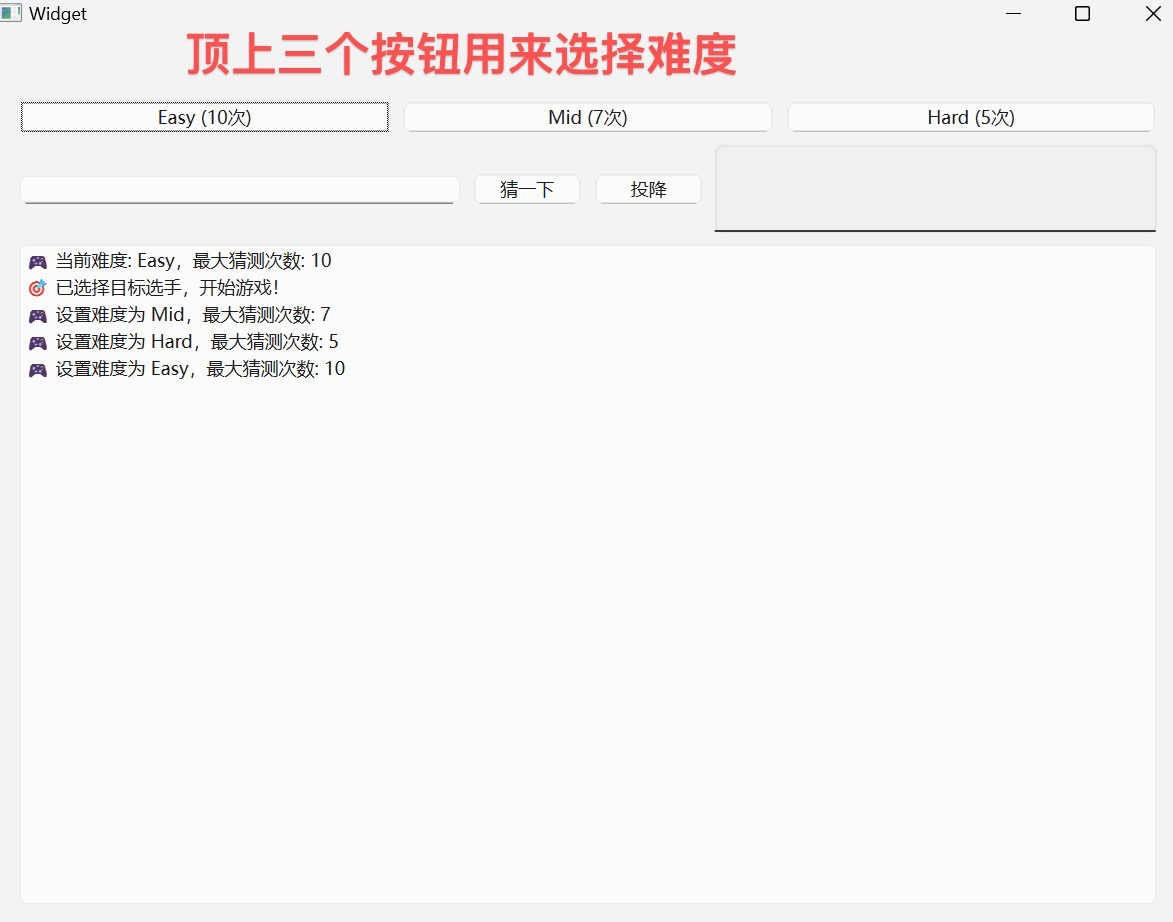 Widget
顶上三个按钮用来选择难度
Easy (10次)
Mid (7次)
Hard (5次)
猜一下
投降
🎮 当前难度: Easy，最大猜测次数: 10
🎯 已选择目标选手，开始游戏！
🎮 设置难度为 Mid，最大猜测次数: 7
🎮 设置难度为 Hard，最大猜测次数: 5
🎮 设置难度为 Easy，最大猜测次数: 10